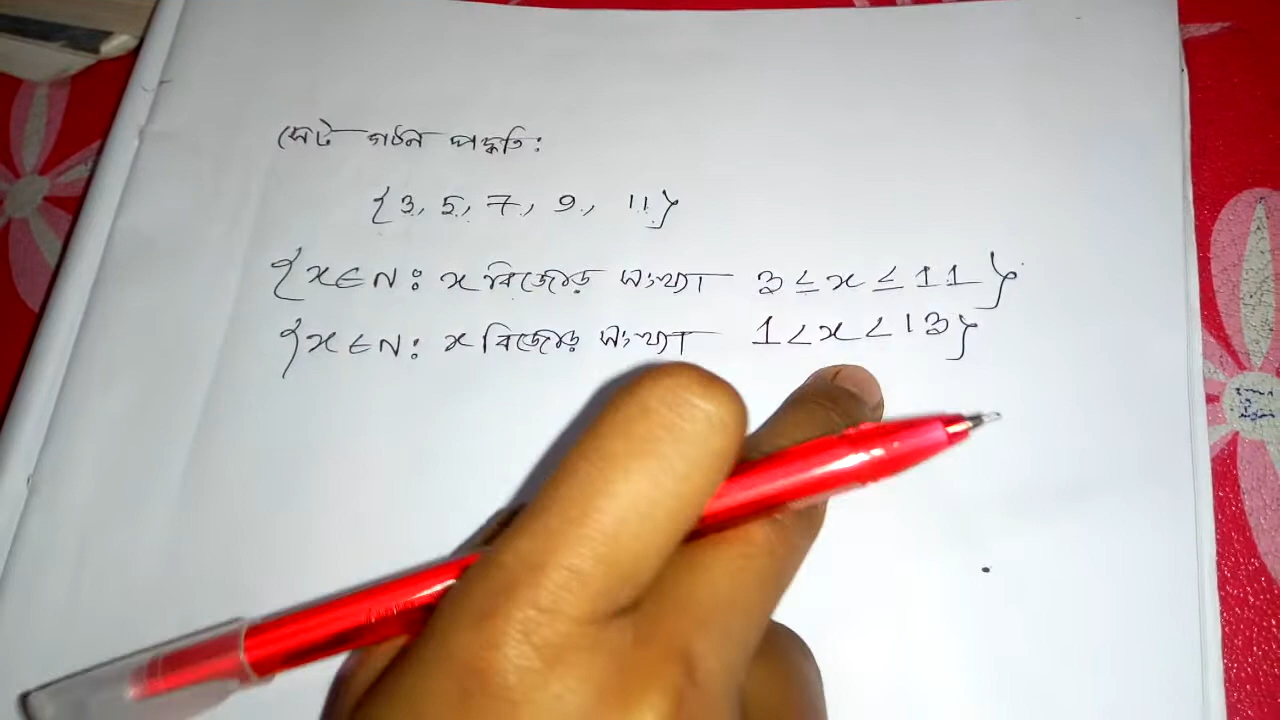 সেট গঠন পদ্ধতি:
{3, 5, 7, 9, 11}
{x∈N: x বিজোড় সংখ্যা 3≤x≤11}
{x∈N: x বিজোড় সংখ্যা 1<x<13}